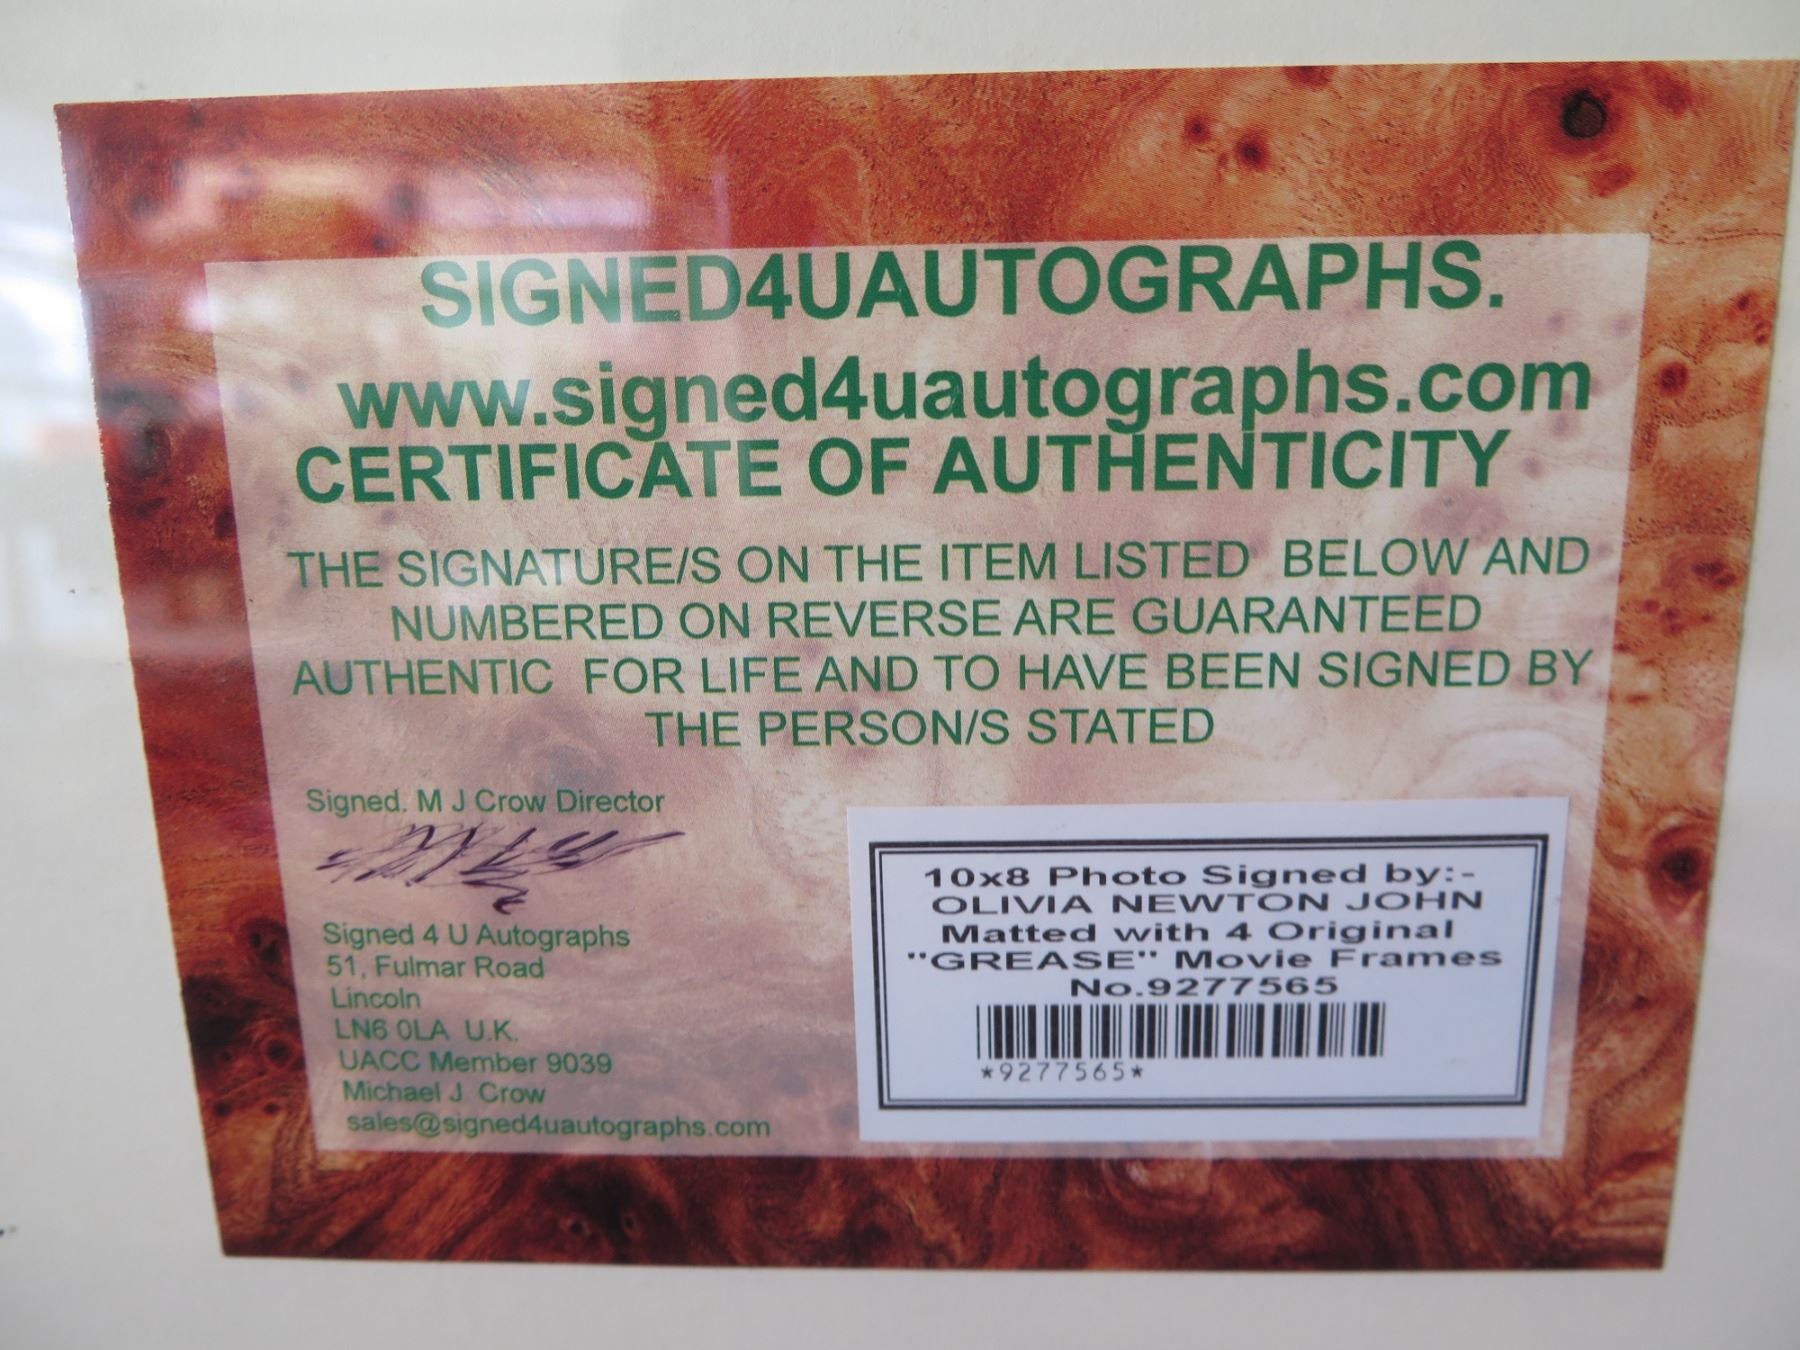 SIGNED4UAUTOGRAPHS.
www.signed4uautographs.com
CERTIFICATE OF AUTHENTICITY
THE SIGNATURE/S ON THE ITEM LISTED BELOW AND
NUMBERED ON REVERSE ARE GUARANTEED
AUTHENTIC FOR LIFE AND TO HAVE BEEN SIGNED BY
THE PERSON/S STATED
Signed. M J Crow Director
Signed 4 U Autographs
51, Fulmar Road
Lincoln
LN6 0LA U.K.
UACC Member 9039
Michael J Crow
sales@signed4uautographs.com
10x8 Photo Signed by:-
OLIVIA NEWTON JOHN
Matted with 4 Original
"GREASE" Movie Frames
No.9277565
*9277565*